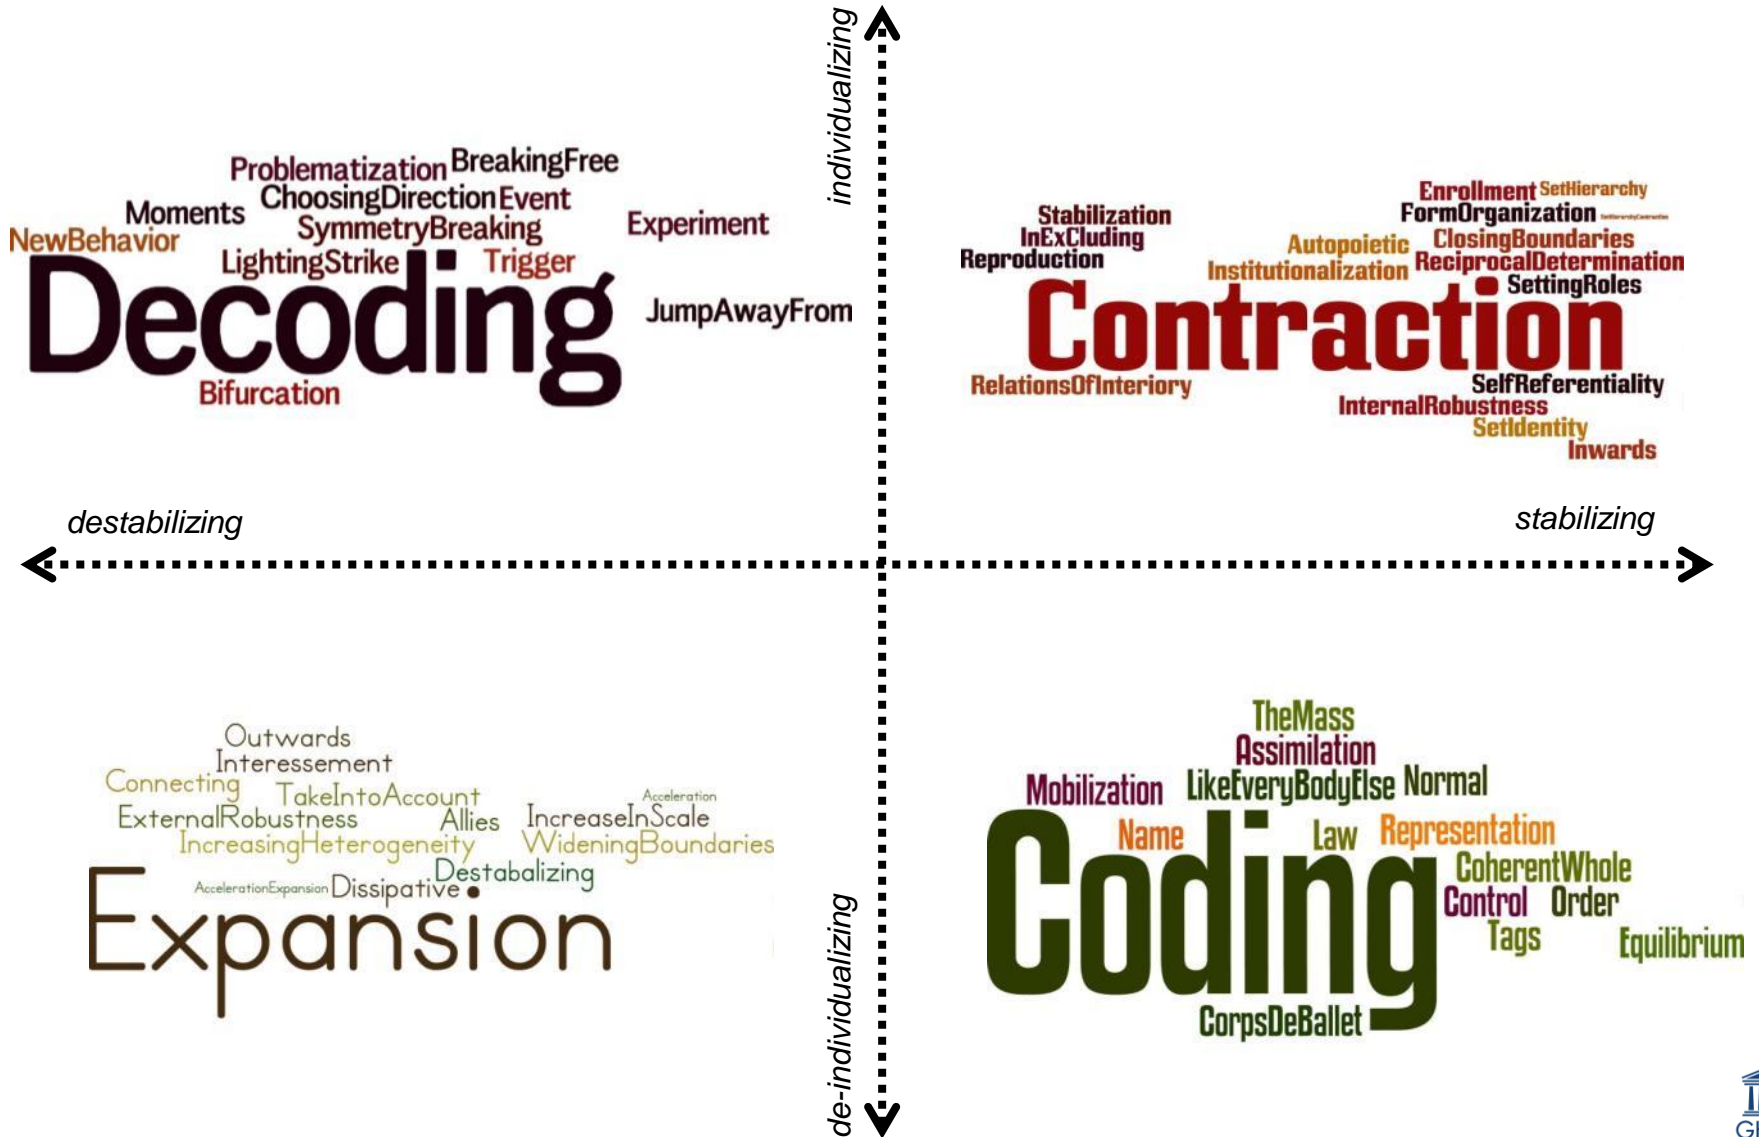 individualizing
Problematization BreakingFree
ChoosingDirection Event
Moments
SymmetryBreaking
Experiment
NewBehavior
LightingStrike
Trigger
Decoding
JumpAwayFrom
Bifurcation
Enrollment SetHierarchy
Stabilization
FormOrganization
InExCluding
Autopoietic
ClosingBoundaries
Reproduction
Institutionalization
ReciprocalDetermination
SettingRoles
Contraction
RelationsOfInteriory
SelfReferentiality
InternalRobustness
SetIdentity
Inwards
destabilizing
stabilizing
Outwards
Interessement
Connecting
TakeIntoAccount
Acceleration
ExternalRobustness
Allies
IncreaseInScale
IncreasingHeterogeneity
WideningBoundaries
Destabalizing
AccelerationExpansion
Dissipative
Expansion
TheMass
Assimilation
Mobilization
LikeEveryBodyElse
Normal
Name
Law
Representation
Coding
CoherentWhole
Control
Order
Tags
Equilibrium
CorpsDeBallet
de-individualizing